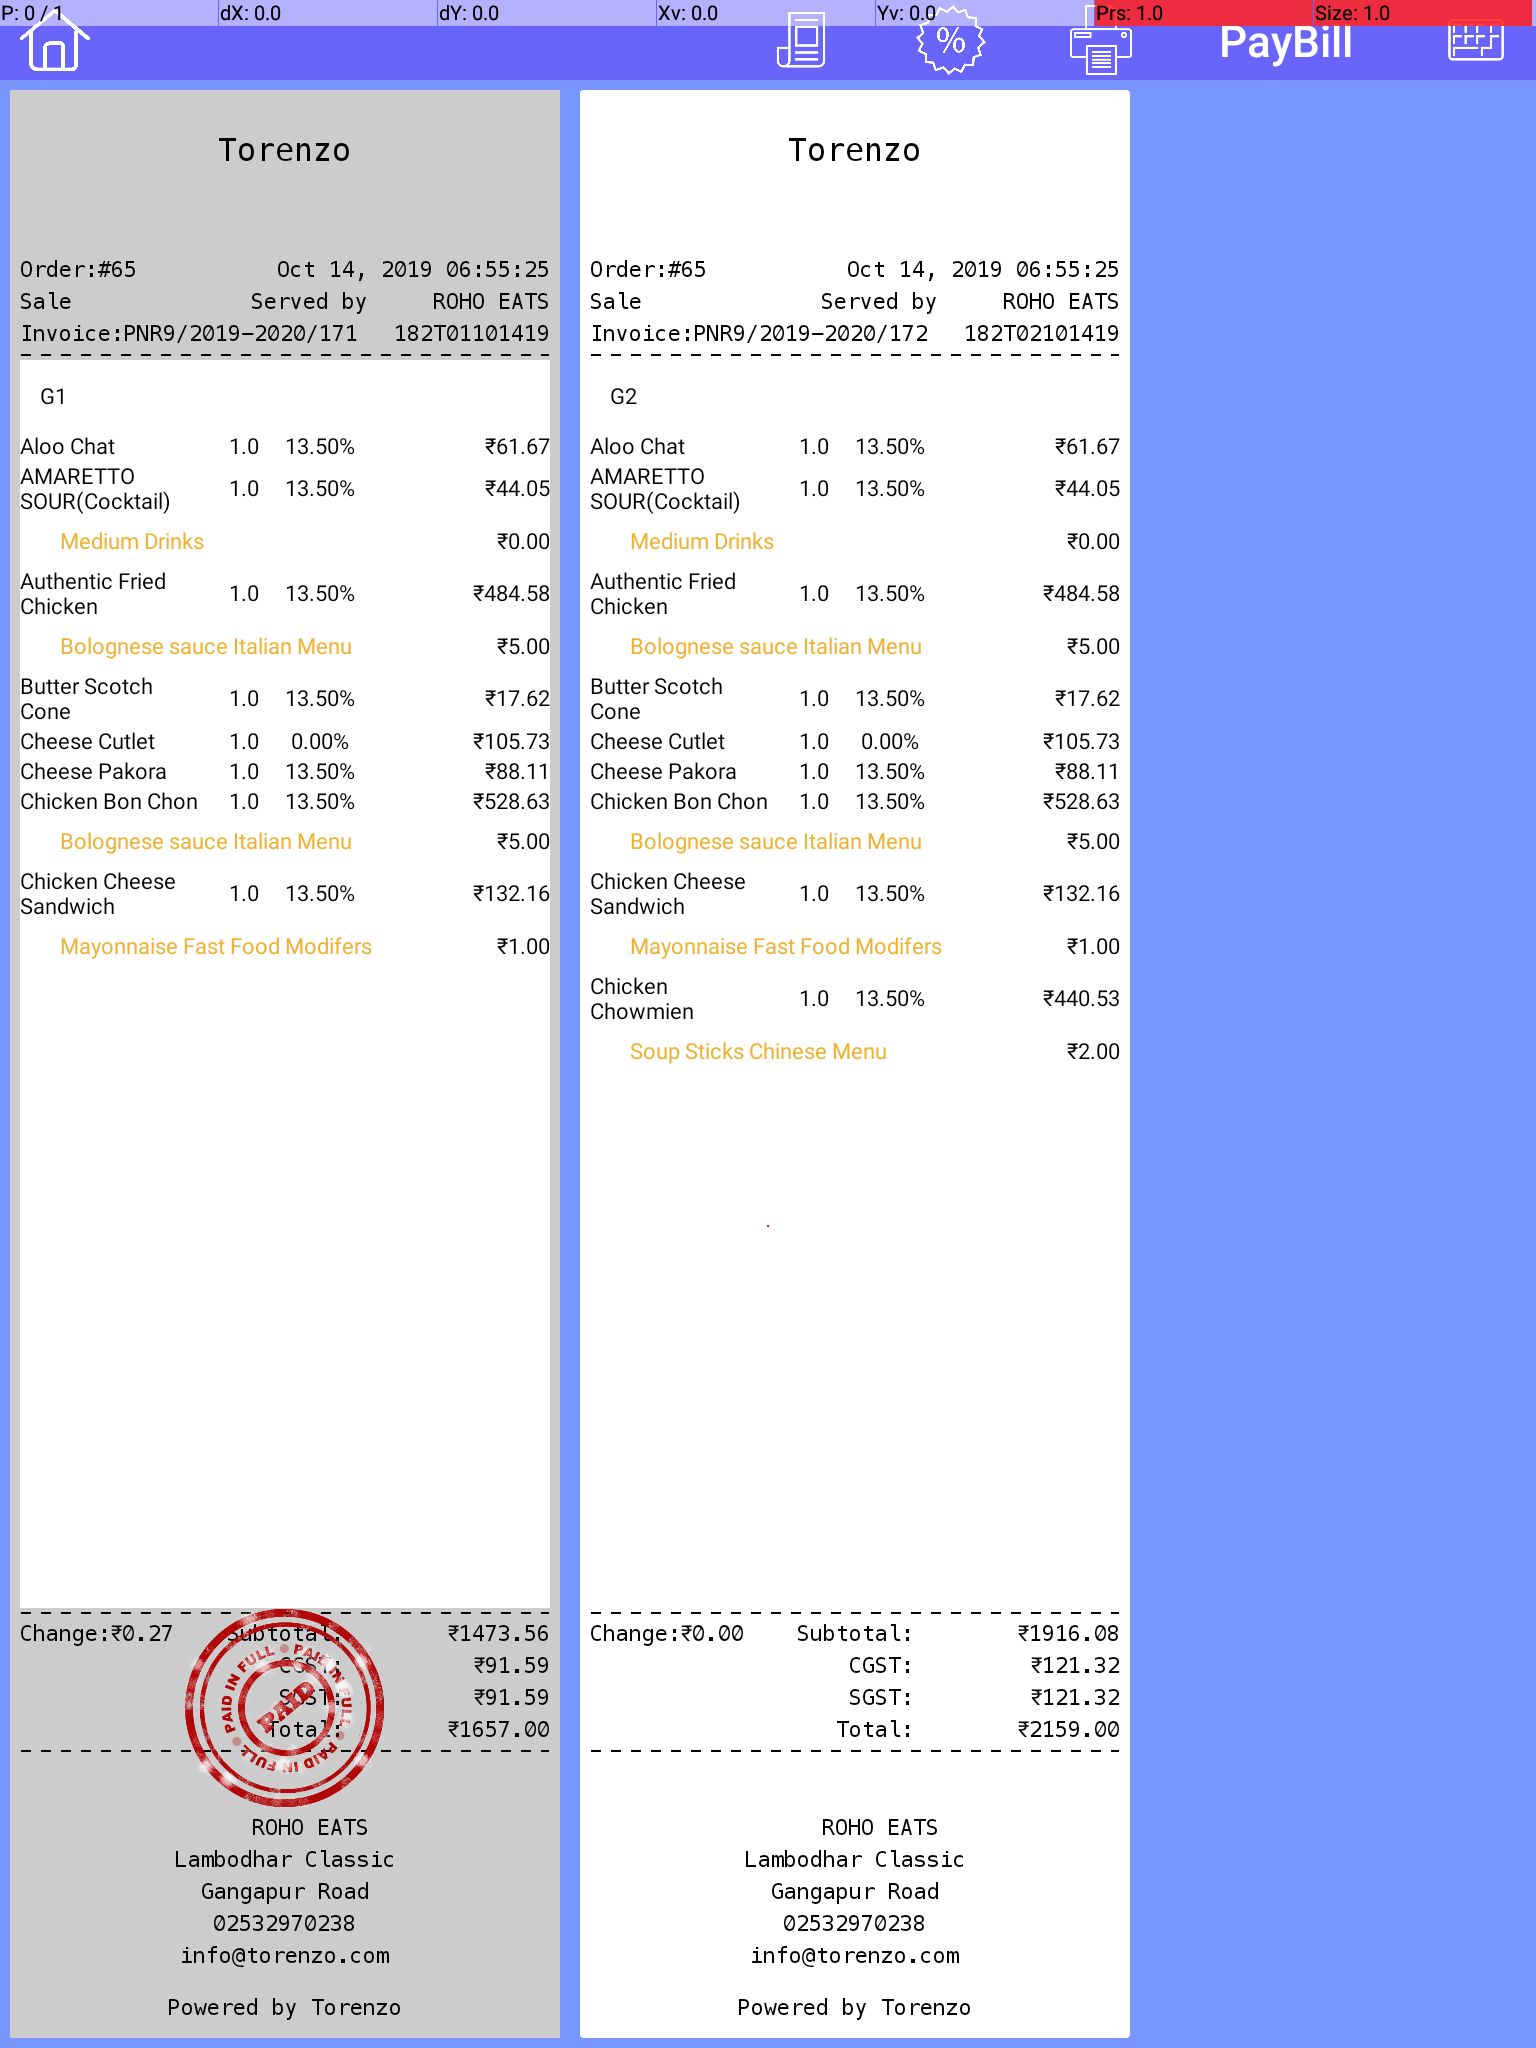 P: 0 / 1 dX: 0.0 dY: 0.0 Xv: 0.0 Yv: 0.0 Prs: 1.0 Size: 1.0
% PayBill
Torenzo
Order:#65 Oct 14, 2019 06:55:25
Sale Served by ROHO EATS
Invoice:PNR9/2019-2020/171 182T01101419
G1
Aloo Chat 1.0 13.50% ₹61.67
AMARETTO
SOUR(Cocktail) 1.0 13.50% ₹44.05
Medium Drinks ₹0.00
Authentic Fried
Chicken 1.0 13.50% ₹484.58
Bolognese sauce Italian Menu ₹5.00
Butter Scotch
Cone 1.0 13.50% ₹17.62
Cheese Cutlet 1.0 0.00% ₹105.73
Cheese Pakora 1.0 13.50% ₹88.11
Chicken Bon Chon 1.0 13.50% ₹528.63
Bolognese sauce Italian Menu ₹5.00
Chicken Cheese
Sandwich 1.0 13.50% ₹132.16
Mayonnaise Fast Food Modifers ₹1.00
Change:₹0.27 Subtotal: ₹1473.56
CGST: ₹91.59
SGST: ₹91.59
Total: ₹1657.00
PAID IN FULL • PAID IN FULL • PAID IN FULL •
PAID
ROHO EATS
Lambodhar Classic
Gangapur Road
02532970238
info@torenzo.com
Powered by Torenzo
Torenzo
Order:#65 Oct 14, 2019 06:55:25
Sale Served by ROHO EATS
Invoice:PNR9/2019-2020/172 182T02101419
G2
Aloo Chat 1.0 13.50% ₹61.67
AMARETTO
SOUR(Cocktail) 1.0 13.50% ₹44.05
Medium Drinks ₹0.00
Authentic Fried
Chicken 1.0 13.50% ₹484.58
Bolognese sauce Italian Menu ₹5.00
Butter Scotch
Cone 1.0 13.50% ₹17.62
Cheese Cutlet 1.0 0.00% ₹105.73
Cheese Pakora 1.0 13.50% ₹88.11
Chicken Bon Chon 1.0 13.50% ₹528.63
Bolognese sauce Italian Menu ₹5.00
Chicken Cheese
Sandwich 1.0 13.50% ₹132.16
Mayonnaise Fast Food Modifers ₹1.00
Chicken
Chowmien 1.0 13.50% ₹440.53
Soup Sticks Chinese Menu ₹2.00
Change:₹0.00 Subtotal: ₹1916.08
CGST: ₹121.32
SGST: ₹121.32
Total: ₹2159.00
ROHO EATS
Lambodhar Classic
Gangapur Road
02532970238
info@torenzo.com
Powered by Torenzo